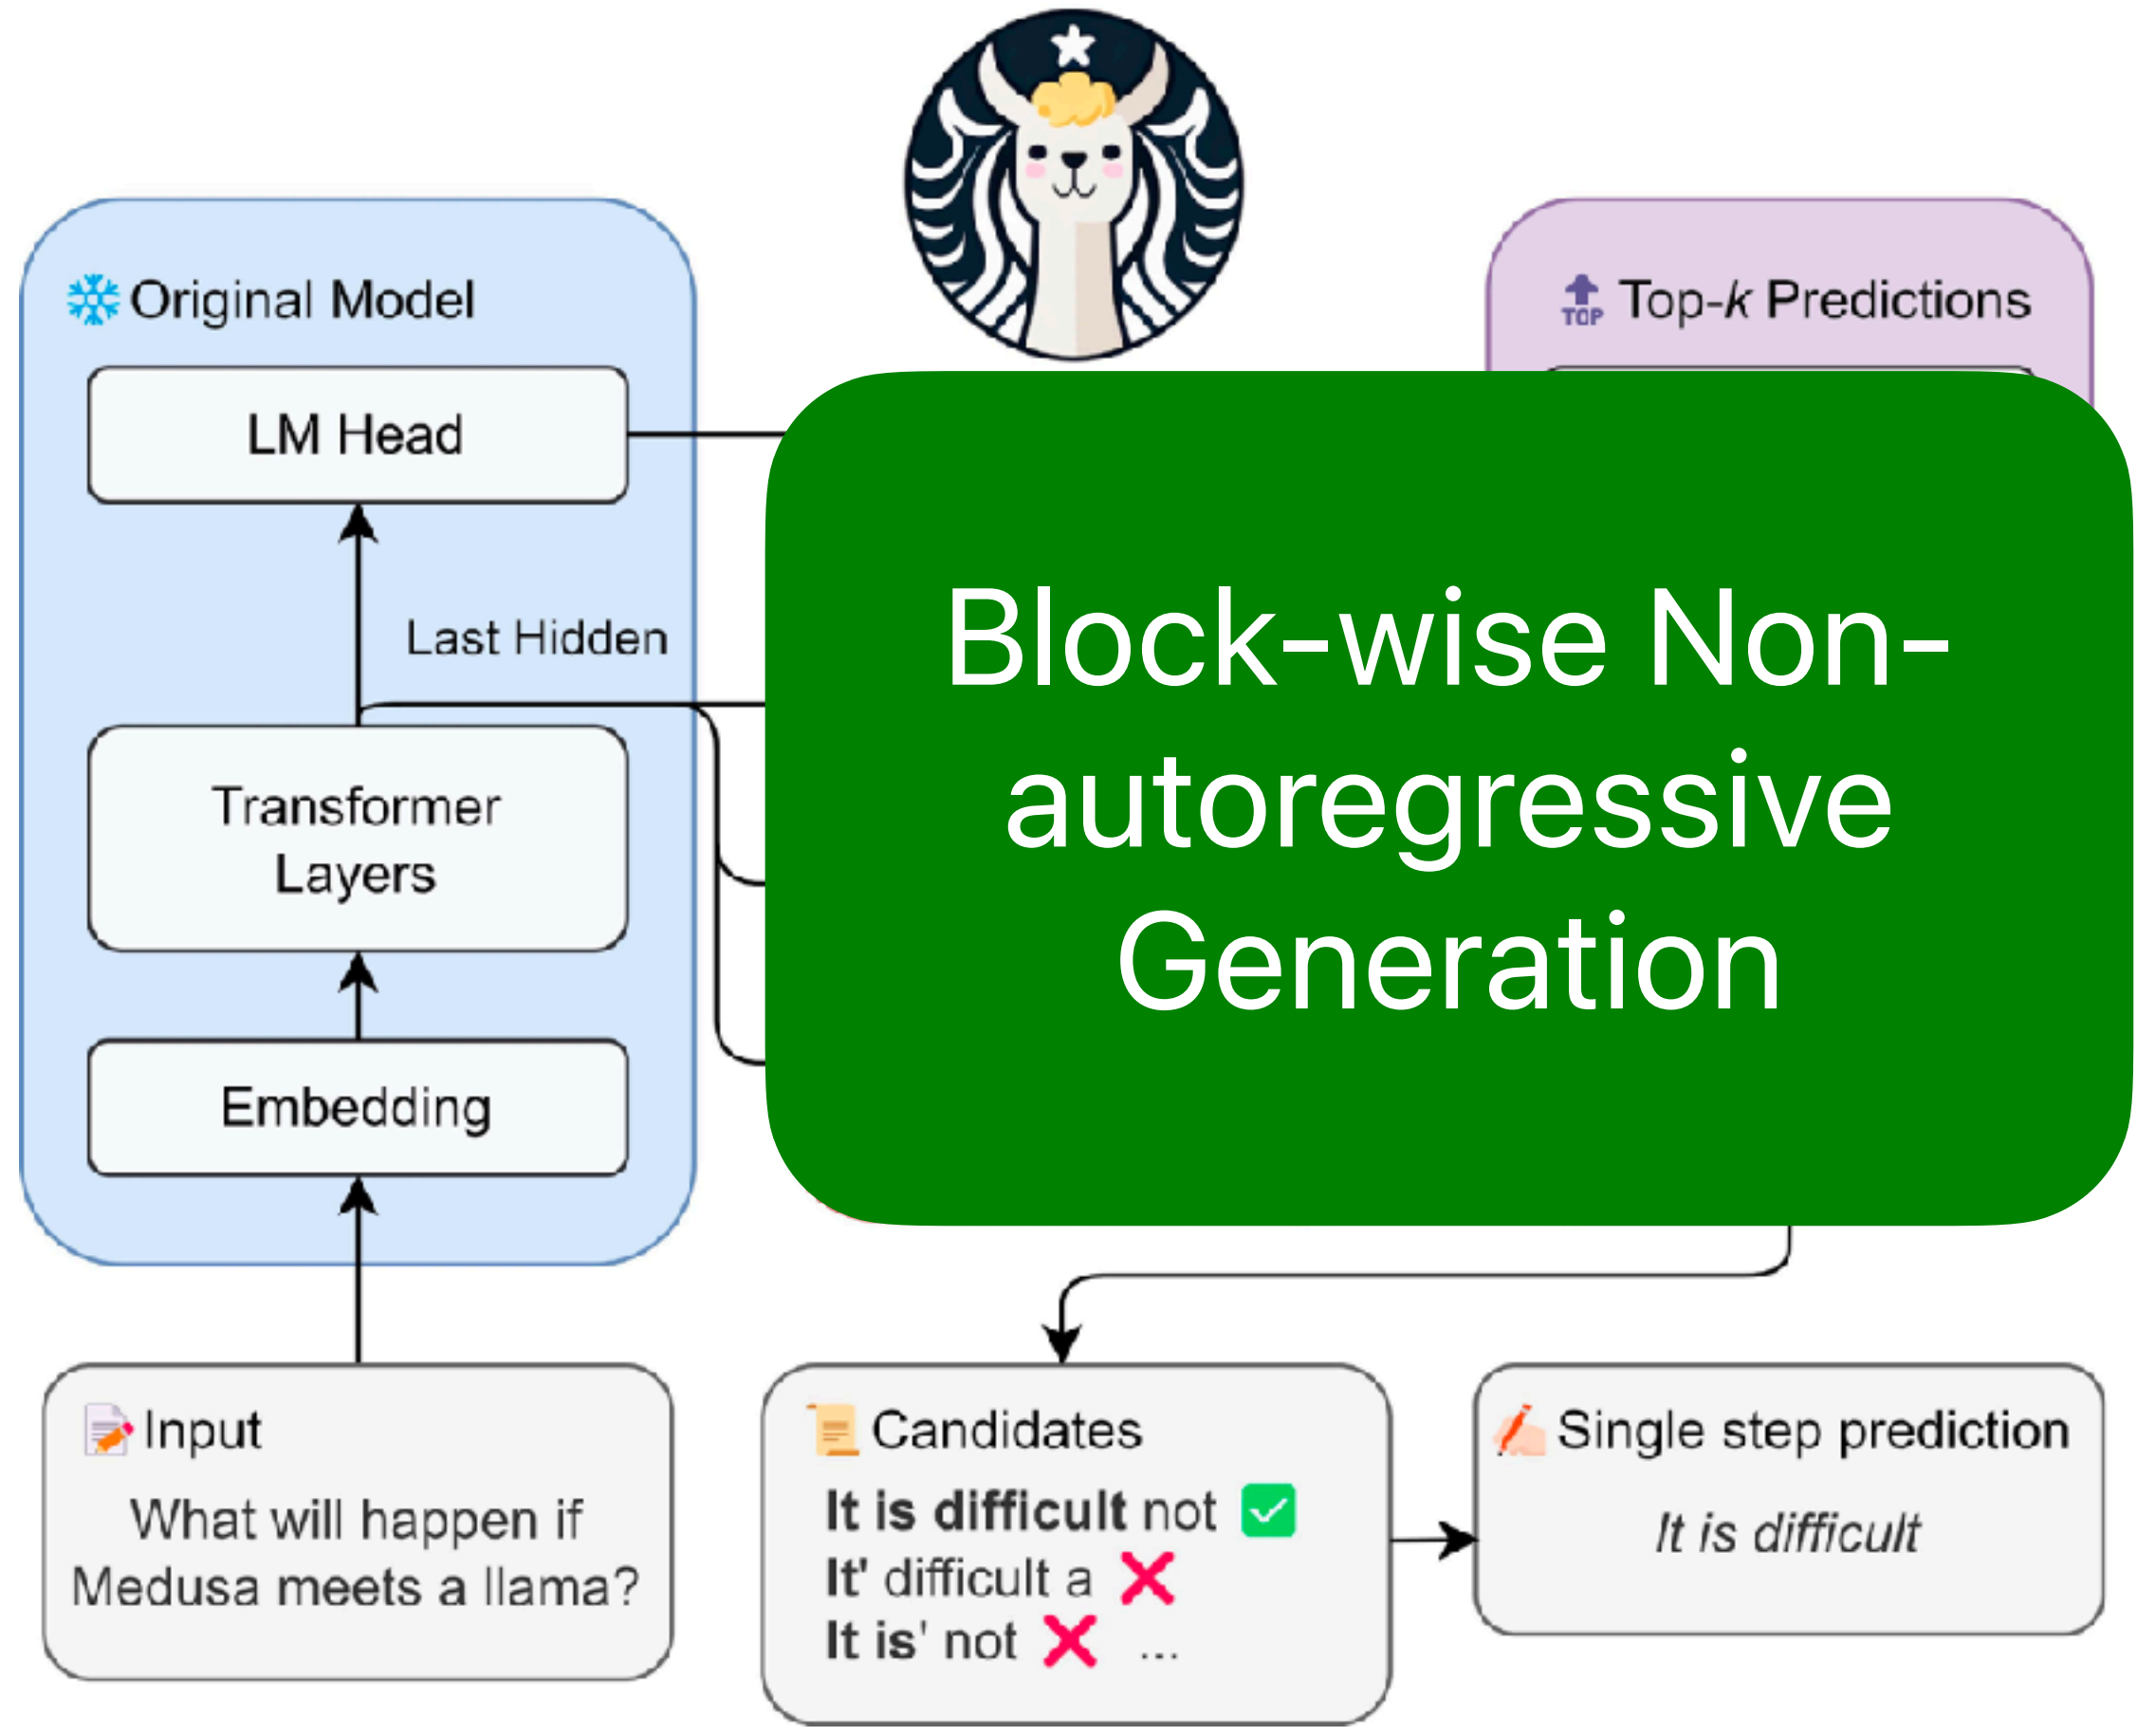 Original Model
LM Head
Last Hidden
Transformer
Layers
Embedding
TOP
Top-k Predictions
Block-wise Non-
autoregressive
Generation
Input
What will happen if
Medusa meets a llama?
Candidates
It is difficult not
It' difficult a
It is' not
...
Single step prediction
It is difficult